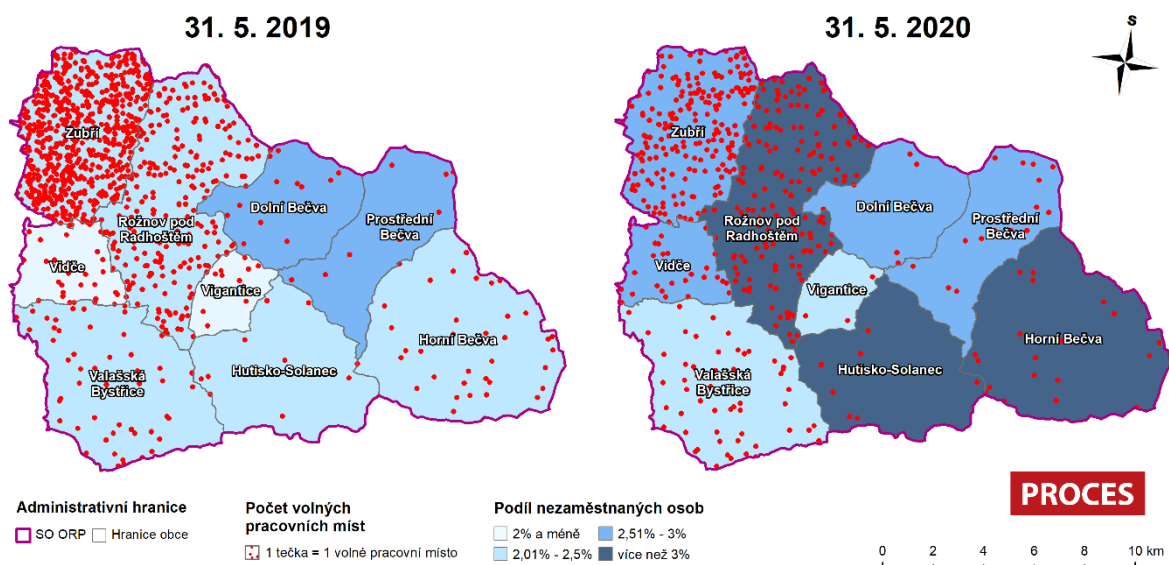 31. 5. 2019
31. 5. 2020
S
Zubří
Rožnov pod
Radhoštěm
Dolní Bečva
Prostřední
Bečva
Vidče
Vigantice
Horní Bečva
Hutisko-Solanec
Valašská
Bystřice
Zubří
Rožnov pod
Radhoštěm
Dolní Bečva
Prostřední
Bečva
Vidče
Vigantice
Horní Bečva
Hutisko-Solanec
Valašská
Bystřice
PROCES
Administrativní hranice
SO ORP
Hranice obce
Počet volných
pracovních míst
1 tečka = 1 volné pracovní místo
Podíl nezaměstnaných osob
2% a méně
2,51% - 3%
2,01% - 2,5%
více než 3%
0 2 4 6 8 10 km